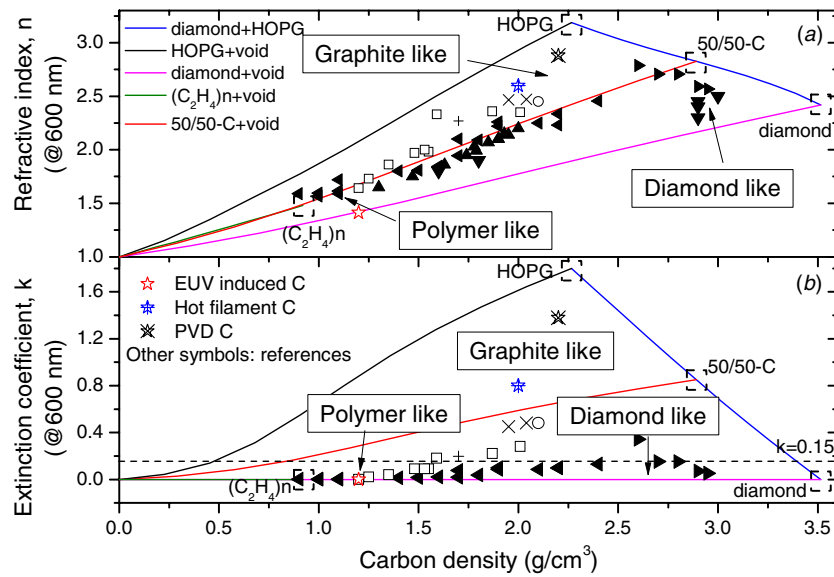 diamond+HOPG
HOPG+void
diamond+void
(C₂H₄)n+void
50/50-C+void
HOPG
(a)
Graphite like
50/50-C
diamond
Diamond like
Polymer like
(C₂H₄)n
Refractive index, n
(@600 nm)
3.0
2.5
2.0
1.5
1.0
HOPG
(b)
EUV induced C
Hot filament C
PVD C
Other symbols: references
Graphite like
50/50-C
Polymer like
Diamond like
k=0.15
(C₂H₄)n
diamond
Extinction coefficient, k
(@600 nm)
1.6
1.2
0.8
0.4
0.0
0.0 0.5 1.0 1.5 2.0 2.5 3.0 3.5
Carbon density (g/cm³)